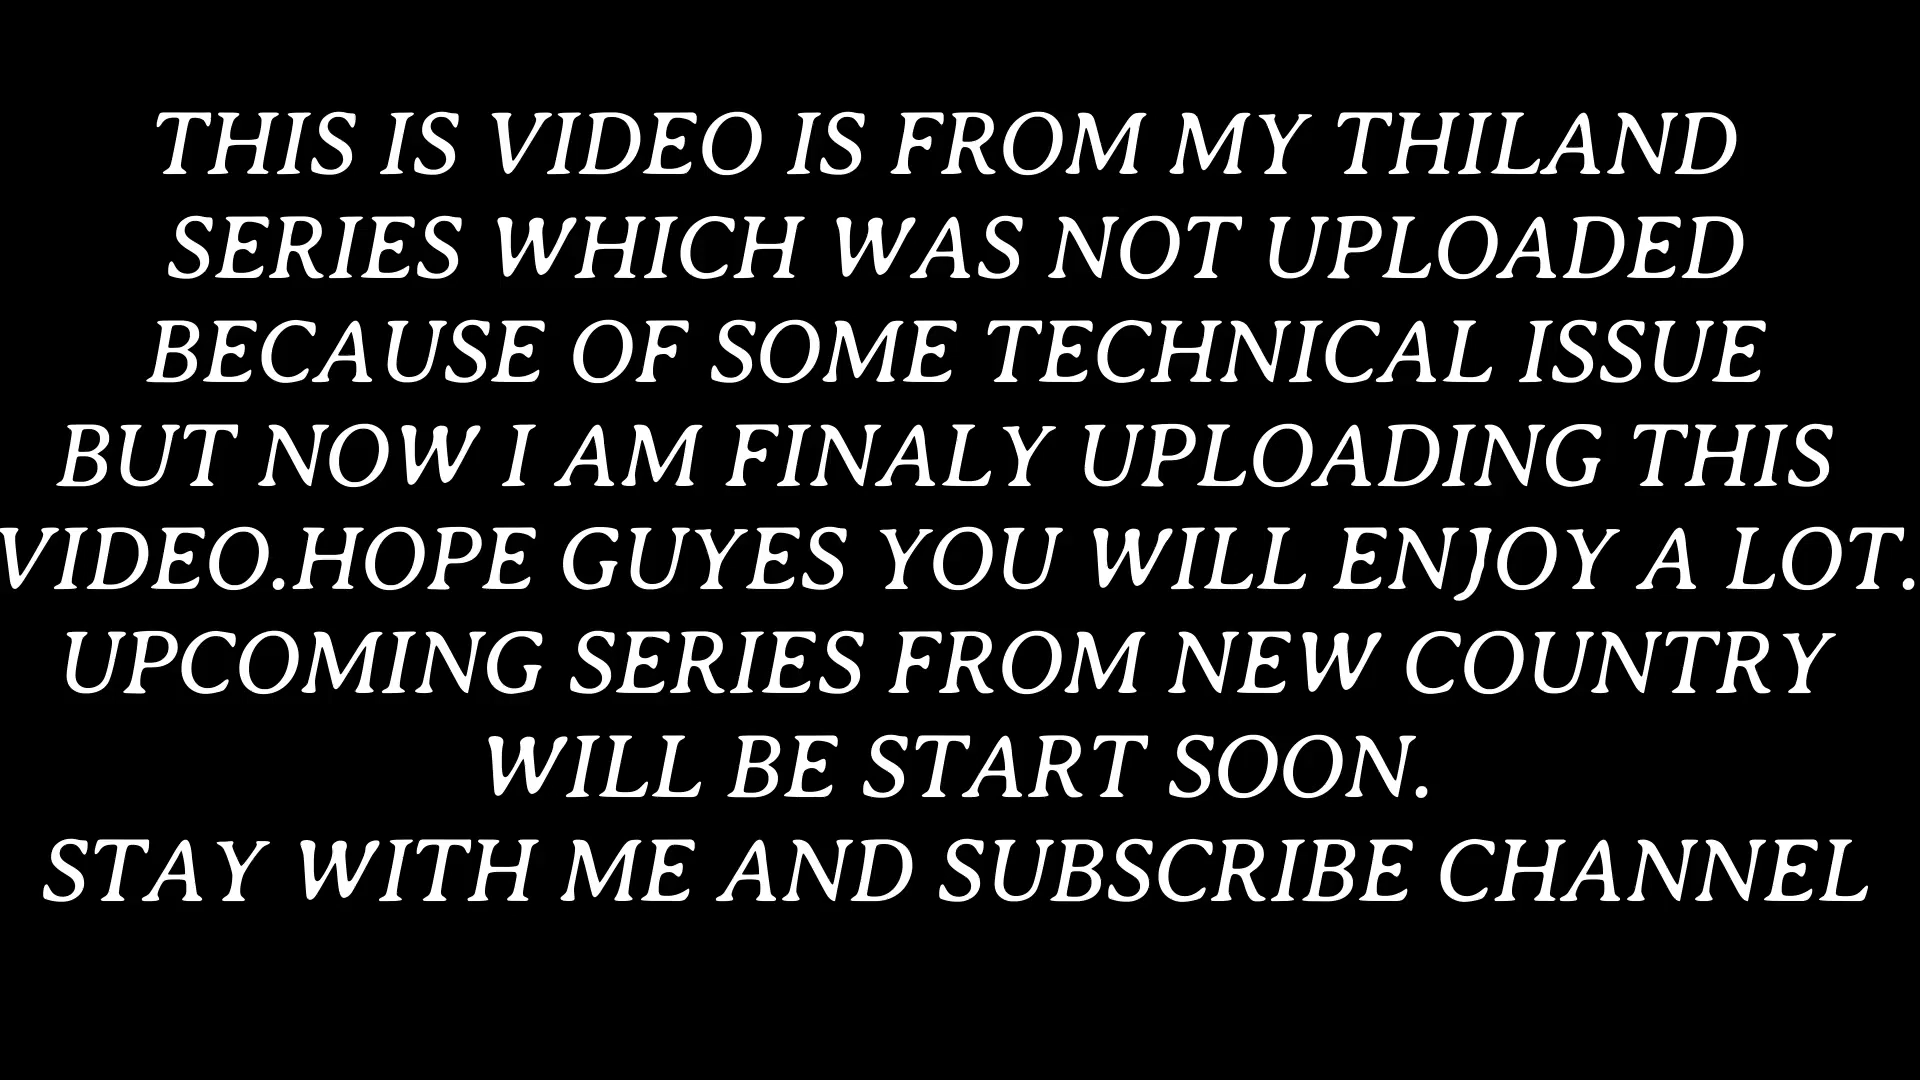 THIS IS VIDEO IS FROM MY THILAND
SERIES WHICH WAS NOT UPLOADED
BECAUSE OF SOME TECHNICAL ISSUE
BUT NOW I AM FINALY UPLOADING THIS
VIDEO.HOPE GUYES YOU WILL ENJOY A LOT.
UPCOMING SERIES FROM NEW COUNTRY
WILL BE START SOON.
STAY WITH ME AND SUBSCRIBE CHANNEL